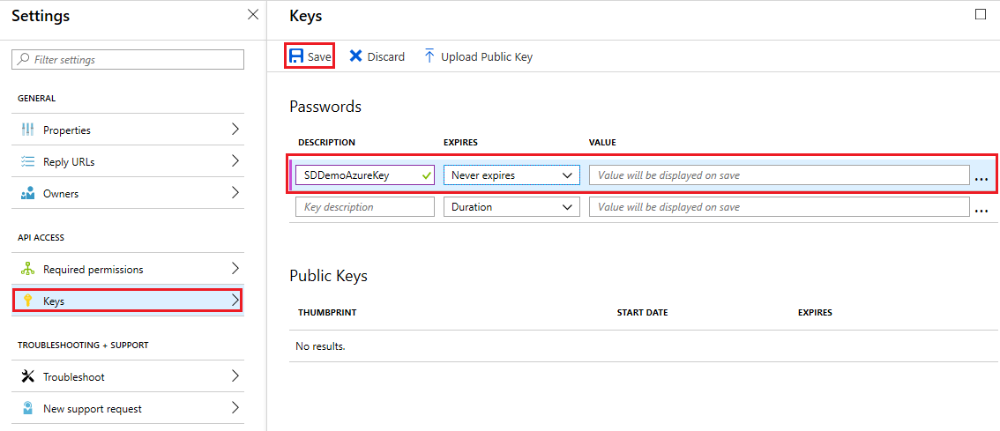 Settings
Filter settings
GENERAL
Properties
Reply URLs
Owners
API ACCESS
Required permissions
Keys
TROUBLESHOOTING + SUPPORT
Troubleshoot
New support request
Keys
Save Discard Upload Public Key
Passwords
DESCRIPTION EXPIRES VALUE
SDDemoAzureKey Never expires Value will be displayed on save ...
Key description Duration Value will be displayed on save ...
Public Keys
THUMBPRINT START DATE EXPIRES
No results.